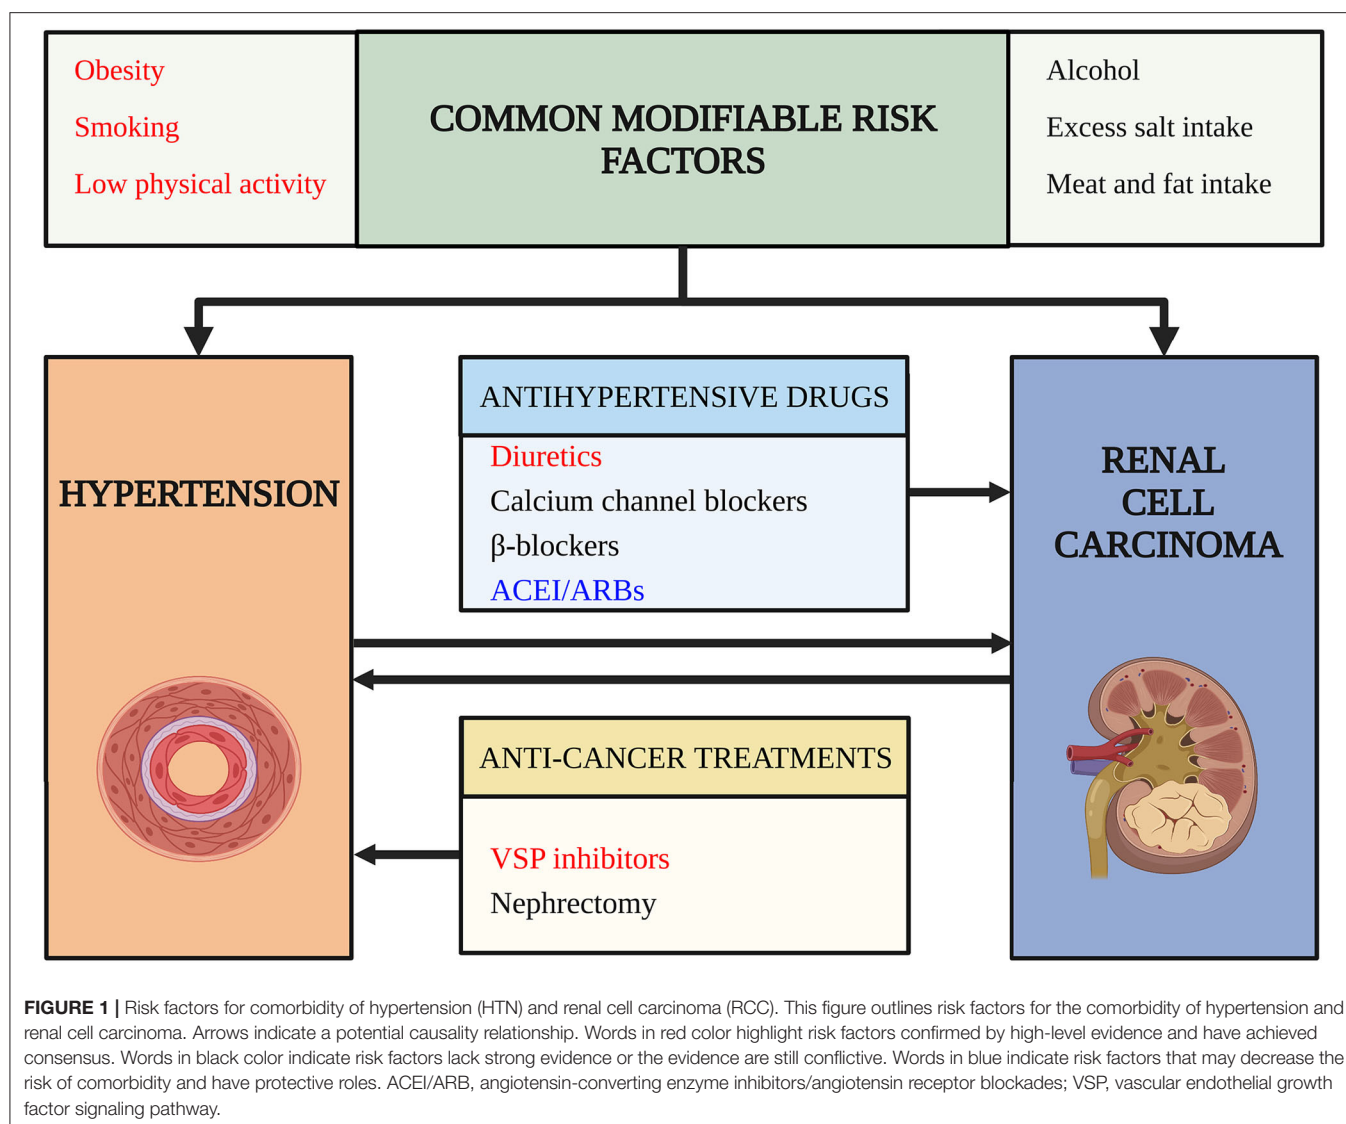 Obesity
Smoking
Low physical activity
COMMON MODIFIABLE RISK
FACTORS
Alcohol
Excess salt intake
Meat and fat intake
HYPERTENSION
ANTIHYPERTENSIVE DRUGS
Diuretics
Calcium channel blockers
β-blockers
ACEI/ARBs
RENAL
CELL
CARCINOMA
ANTI-CANCER TREATMENTS
VSP inhibitors
Nephrectomy
FIGURE 1 | Risk factors for comorbidity of hypertension (HTN) and renal cell carcinoma (RCC). This figure outlines risk factors for the comorbidity of hypertension and
renal cell carcinoma. Arrows indicate a potential causality relationship. Words in red color highlight risk factors confirmed by high-level evidence and have achieved
consensus. Words in black color indicate risk factors lack strong evidence or the evidence are still conflictive. Words in blue indicate risk factors that may decrease the
risk of comorbidity and have protective roles. ACEI/ARB, angiotensin-converting enzyme inhibitors/angiotensin receptor blockades; VSP, vascular endothelial growth
factor signaling pathway.